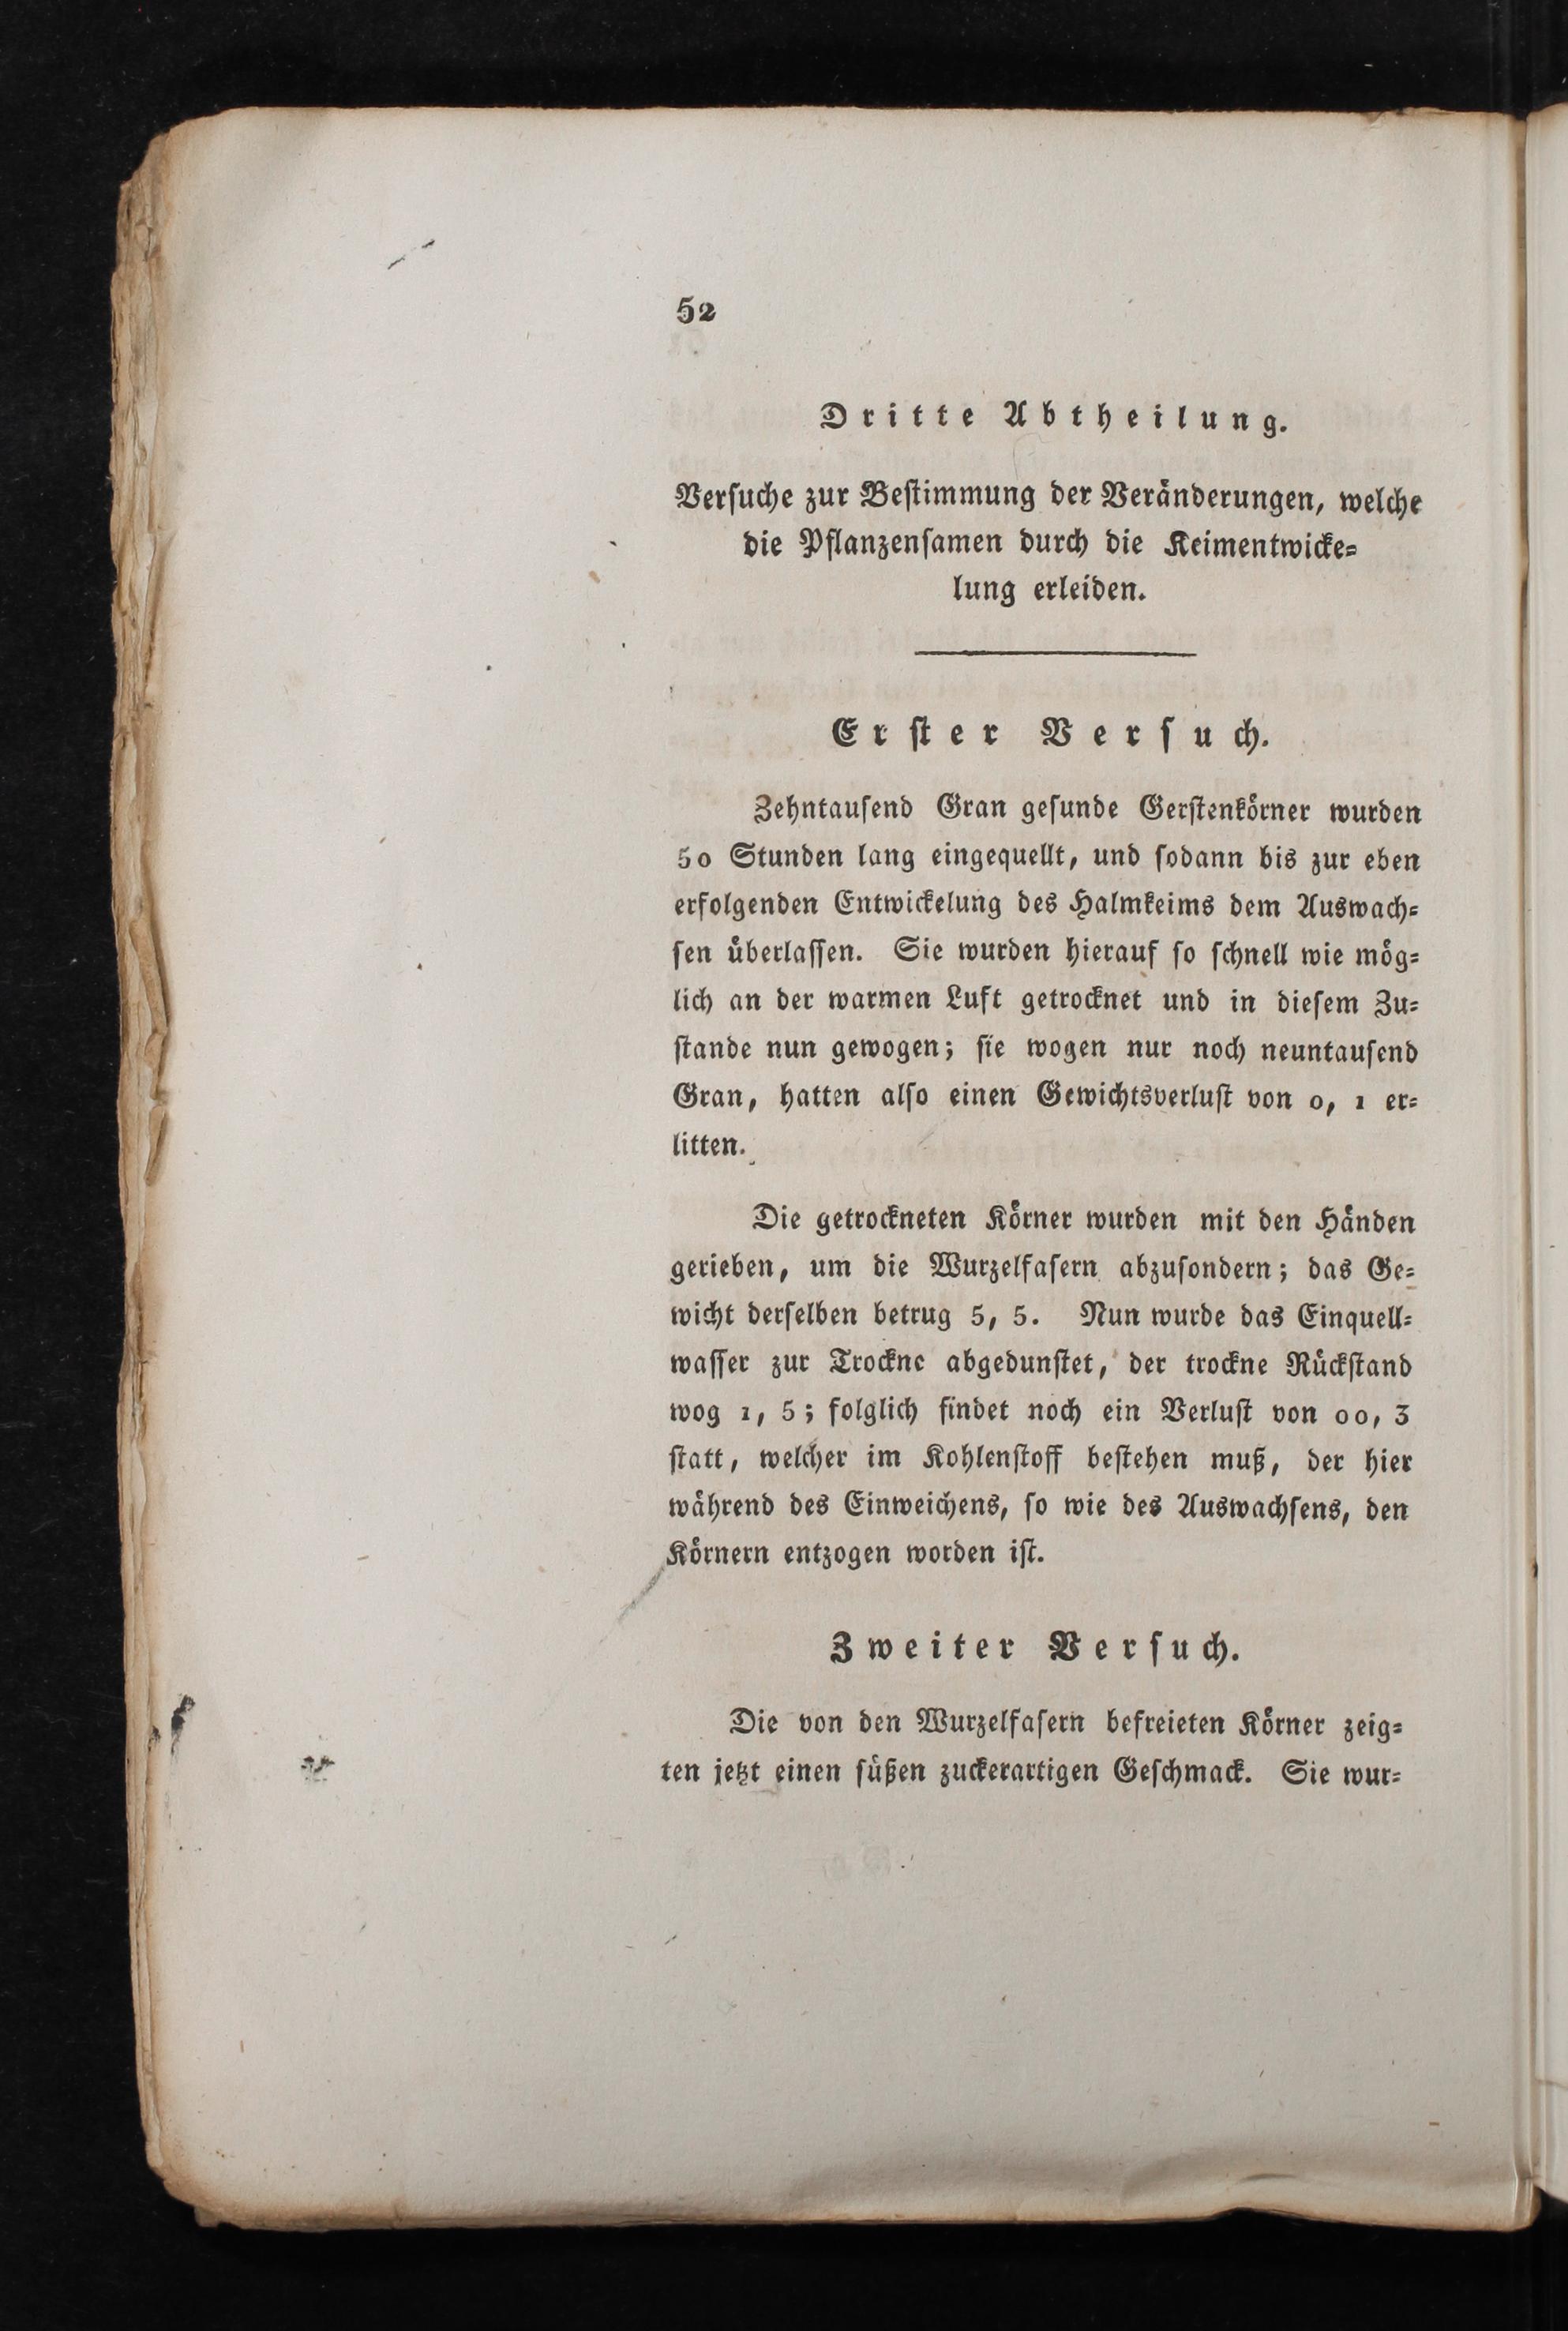 52
Dritte Abtheilung.
Verſuche zur Beſtimmung der Veränderungen, welche
die Pflanzenſamen durch die Keimentwicke⸗
lung erleiden.
Erſter Verſuch.
Zehntauſend Gran geſunde Gerſtenkörner wurden
50 Stunden lang eingequellt, und ſodann bis zur eben
erfolgenden Entwickelung des Halmkeims dem Auswach⸗
ſen überlaſſen. Sie wurden hierauf ſo ſchnell wie mög⸗
lich an der warmen Luft getrocknet und in dieſem Zu⸗
ſtande nun gewogen; ſie wogen nur noch neuntauſend
Gran, hatten alſo einen Gewichtsverluſt von 0, 1 er⸗
litten.
Die getrockneten Körner wurden mit den Händen
gerieben, um die Wurzelfaſern abzuſondern; das Ge⸗
wicht derſelben betrug 5, 5. Nun wurde das Einquell⸗
waſſer zur Trockne abgedunſtet, der trockne Rückſtand
wog 1, 5; folglich findet noch ein Verluſt von 00, 3
ſtatt, welcher im Kohlenſtoff beſtehen muß, der hier
während des Einweichens, ſo wie des Auswachſens, den
Körnern entzogen worden iſt.
Zweiter Verſuch.
Die von den Wurzelfaſern befreieten Körner zeig⸗
ten jetzt einen ſüßen zuckerartigen Geſchmack. Sie wur⸗